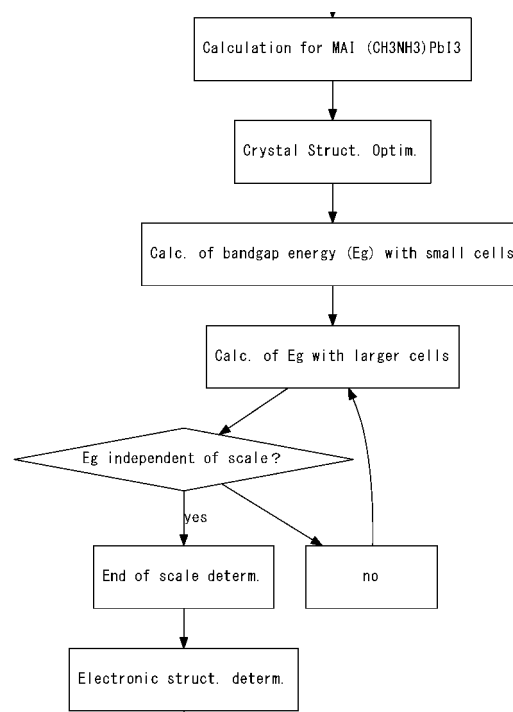 Calculation for MAI (CH3NH3)PbI3
Crystal Struct. Optim.
Calc. of bandgap energy (Eg) with small cells
Calc. of Eg with larger cells
Eg independent of scale?
yes
End of scale determ.
no
Electronic struct. determ.